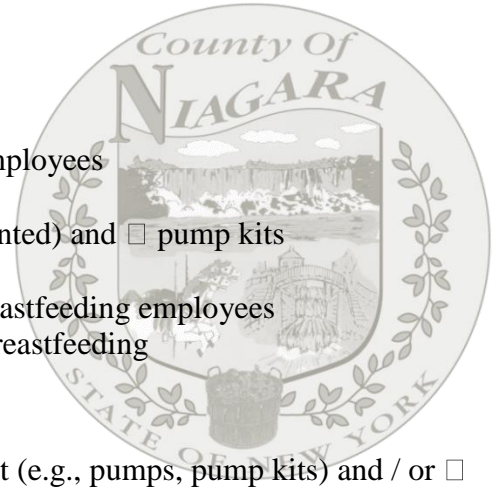 County Of
NIAGARA
mployees
nted) and □ pump kits
astfeeding employees
reastfeeding
STATE OF NEW YORK
t (e.g., pumps, pump kits) and / or □